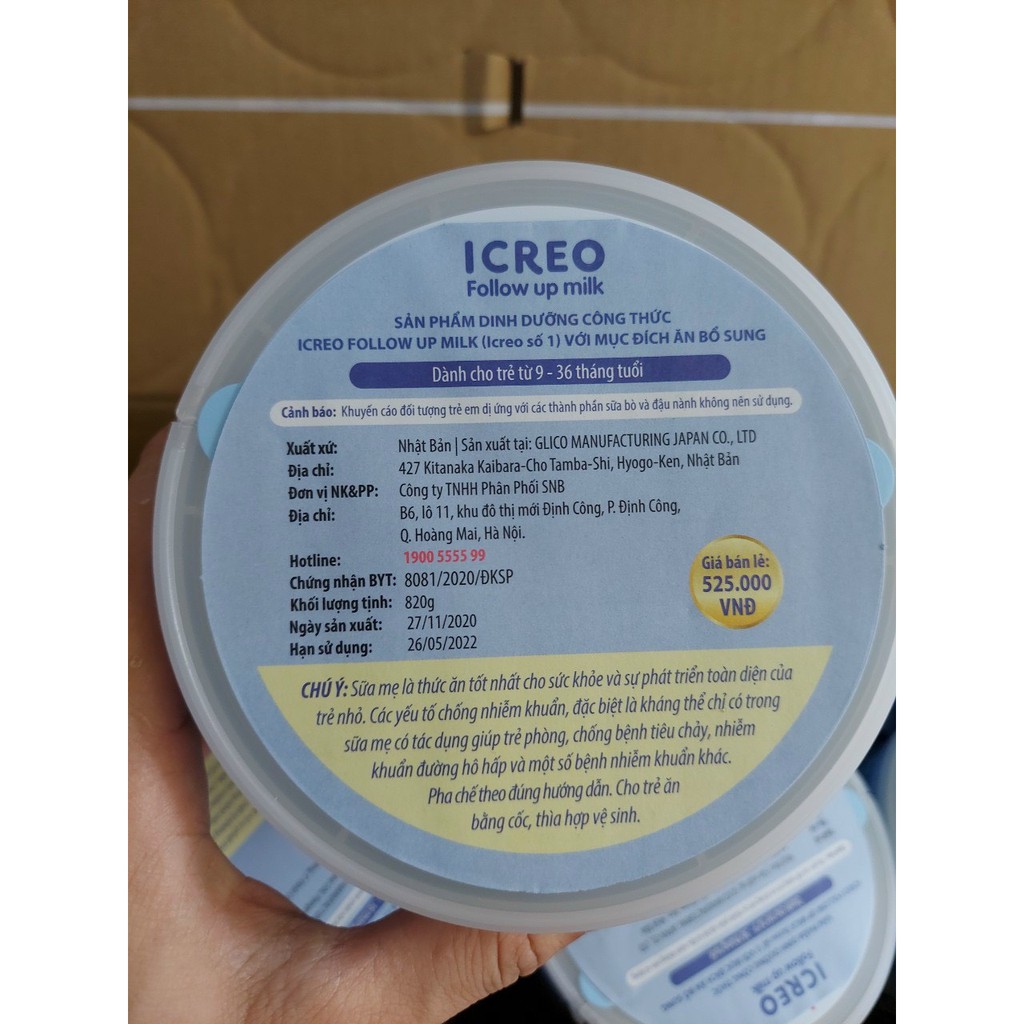 ICREO
Follow up milk
SẢN PHẨM DINH DƯỠNG CÔNG THỨC
ICREO FOLLOW UP MILK (Icreo số 1) VỚI MỤC ĐÍCH ĂN BỔ SUNG
Dành cho trẻ từ 9 - 36 tháng tuổi
Cảnh báo: Khuyến cáo đối tượng trẻ em dị ứng với các thành phần sữa bò và đậu nành không nên sử dụng.
Xuất xứ: Nhật Bản | Sản xuất tại: GLICO MANUFACTURING JAPAN CO., LTD
Địa chỉ: 427 Kitanaka Kaibara-Cho Tamba-Shi, Hyogo-Ken, Nhật Bản
Đơn vị NK&PP: Công ty TNHH Phân Phối SNB
Địa chỉ: B6, lô 11, khu đô thị mới Định Công, P. Định Công,
Q. Hoàng Mai, Hà Nội.
Hotline: 1900 5555 99
Chứng nhận BYT: 8081/2020/ĐKSP
Khối lượng tịnh: 820g
Ngày sản xuất: 27/11/2020
Hạn sử dụng: 26/05/2022
Giá bán lẻ:
525.000
VNĐ
CHÚ Ý: Sữa mẹ là thức ăn tốt nhất cho sức khỏe và sự phát triển toàn diện của
trẻ nhỏ. Các yếu tố chống nhiễm khuẩn, đặc biệt là kháng thể chỉ có trong
sữa mẹ có tác dụng giúp trẻ phòng, chống bệnh tiêu chảy, nhiễm
khuẩn đường hô hấp và một số bệnh nhiễm khuẩn khác.
Pha chế theo đúng hướng dẫn. Cho trẻ ăn
bằng cốc, thìa hợp vệ sinh.
ICREO
Follow up milk